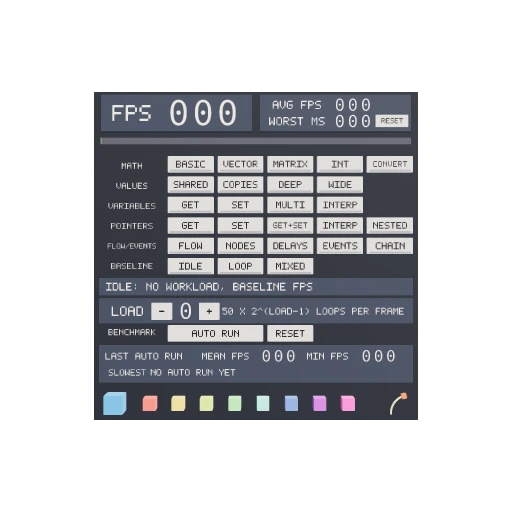 FPS 000
AVG FPS 000
WORST MS 000 RESET
MATH BASIC VECTOR MATRIX INT CONVERT
VALUES SHARED COPIES DEEP WIDE
VARIABLES GET SET MULTI INTERP
POINTERS GET SET GET+SET INTERP NESTED
FLOW/EVENTS FLOW NODES DELAYS EVENTS CHAIN
BASELINE IDLE LOOP MIXED
IDLE: NO WORKLOAD, BASELINE FPS
LOAD - 0 + 50 X 2^(LOAD-1) LOOPS PER FRAME
BENCHMARK AUTO RUN RESET
LAST AUTO RUN MEAN FPS 000 MIN FPS 000
SLOWEST NO AUTO RUN YET